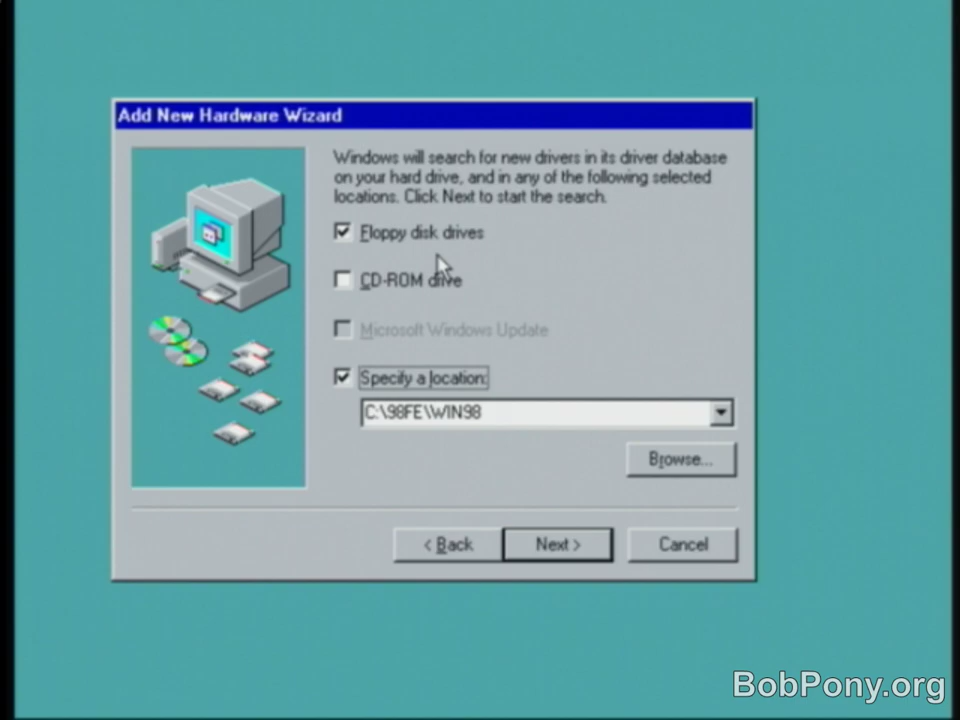 Add New Hardware Wizard
Windows will search for new drivers in its driver database
on your hard drive, and in any of the following selected
locations. Click Next to start the search.
Floppy disk drives
CD-ROM drive
Microsoft Windows Update
Specify a location:
C:\98FE\WIN98
Browse...
< Back
Next >
Cancel
BobPony.org